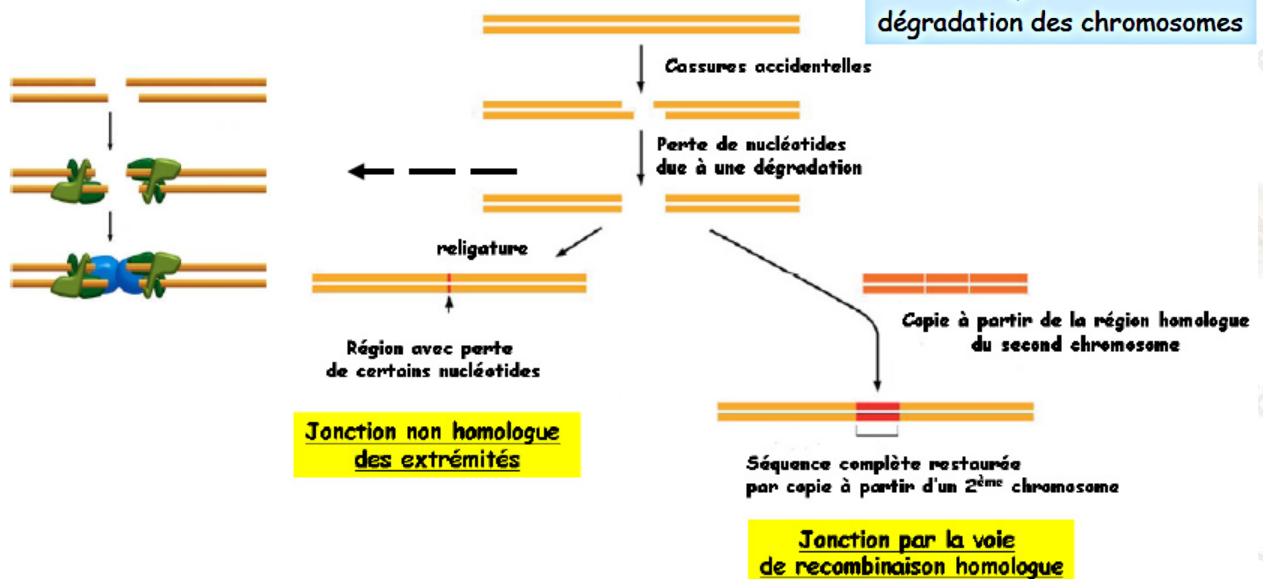 dégradation des chromosomes
Cassures accidentelles
Perte de nucléotides
due à une dégradation
religature
Région avec perte
de certains nucléotides
Jonction non homologue
des extrémités
Copie à partir de la région homologue
du second chromosome
Séquence complète restaurée
par copie à partir d'un 2ème chromosome
Jonction par la voie
de recombinaison homologue